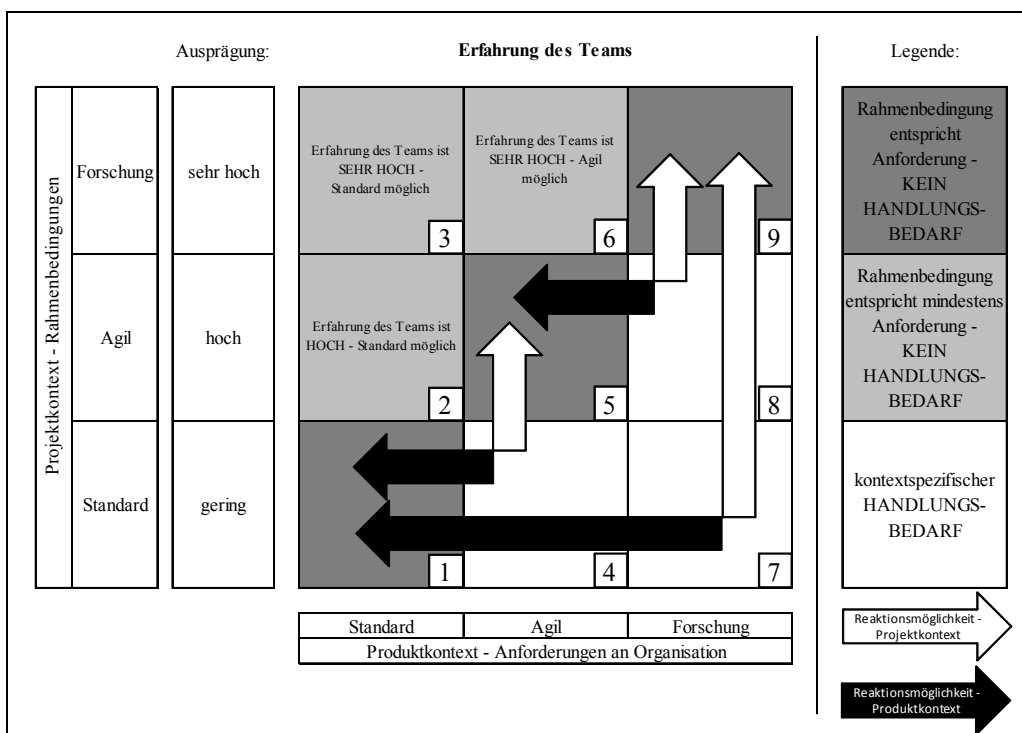 Ausprägung:
Erfahrung des Teams
Legende:
Projektkontext - Rahmenbedingungen
Forschung
sehr hoch
Erfahrung des Teams ist
SEHR HOCH -
Standard möglich
3
Erfahrung des Teams ist
SEHR HOCH - Agil
möglich
6
9
Rahmenbedingung
entspricht
Anforderung -
KEIN
HANDLUNGS-
BEDARF
Agil
hoch
Erfahrung des Teams ist
HOCH - Standard möglich
2
5
8
Rahmenbedingung
entspricht mindestens
Anforderung -
KEIN
HANDLUNGS-
BEDARF
Standard
gering
1
4
7
kontextspezifischer
HANDLUNGS-
BEDARF
Standard
Agil
Forschung
Produktkontext - Anforderungen an Organisation
Reaktionsmöglichkeit -
Projektkontext
Reaktionsmöglichkeit -
Produktkontext